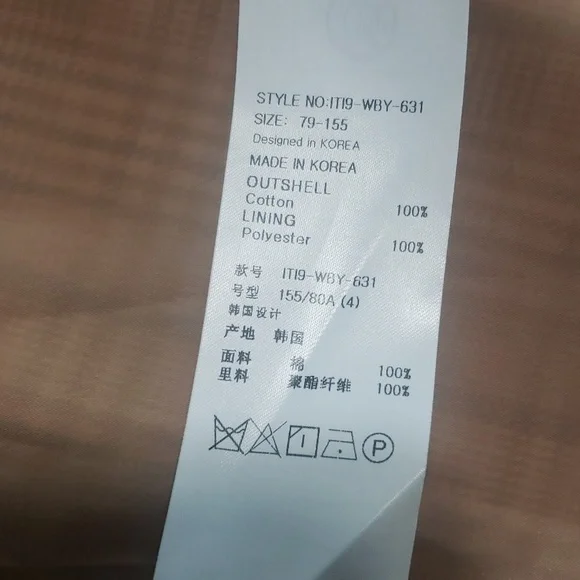 STYLE NO:ITI9-WBY-631
SIZE: 79-155
Designed in KOREA
MADE IN KOREA
OUTSHELL
Cotton 100%
LINING
Polyester 100%
款号 ITI9-WBY-631
号型 155/80A (4)
韩国设计
产地 韩国
面料 棉 100%
里料 聚酯纤维 100%
P